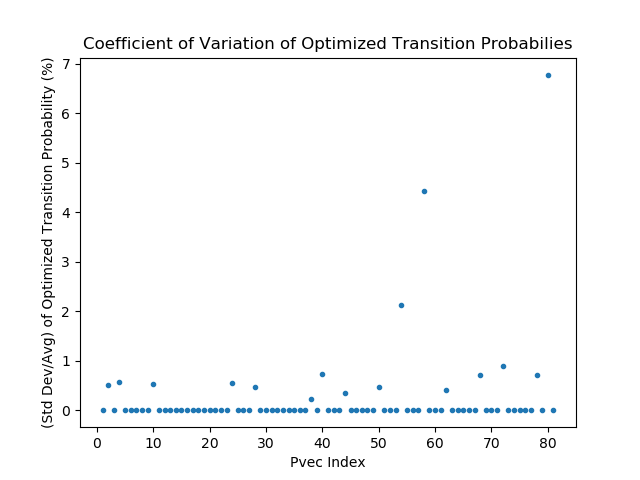 Coefficient of Variation of Optimized Transition Probabilies
(Std Dev/Avg) of Optimized Transition Probability (%)
7
6
5
4
3
2
1
0
0 10 20 30 40 50 60 70 80
Pvec Index